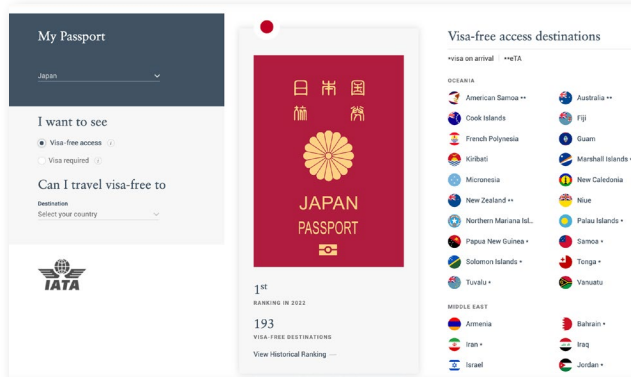 My Passport
Japan
I want to see
Visa-free access
Visa required
Can I travel visa-free to
Destination
Select your country
IATA
日本国
旅券
JAPAN
PASSPORT
1st
RANKING IN 2022
193
VISA-FREE DESTINATIONS
View Historical Ranking —
Visa-free access destinations
•visa on arrival | ••eTA
OCEANIA
American Samoa •• Australia ••
Cook Islands Fiji
French Polynesia Guam
Kiribati Marshall Islands •
Micronesia New Caledonia
New Zealand •• Niue
Northern Mariana Isl.. Palau Islands •
Papua New Guinea • Samoa •
Solomon Islands • Tonga •
Tuvalu • Vanuatu
MIDDLE EAST
Armenia Bahrain •
Iran • Iraq
Israel Jordan •